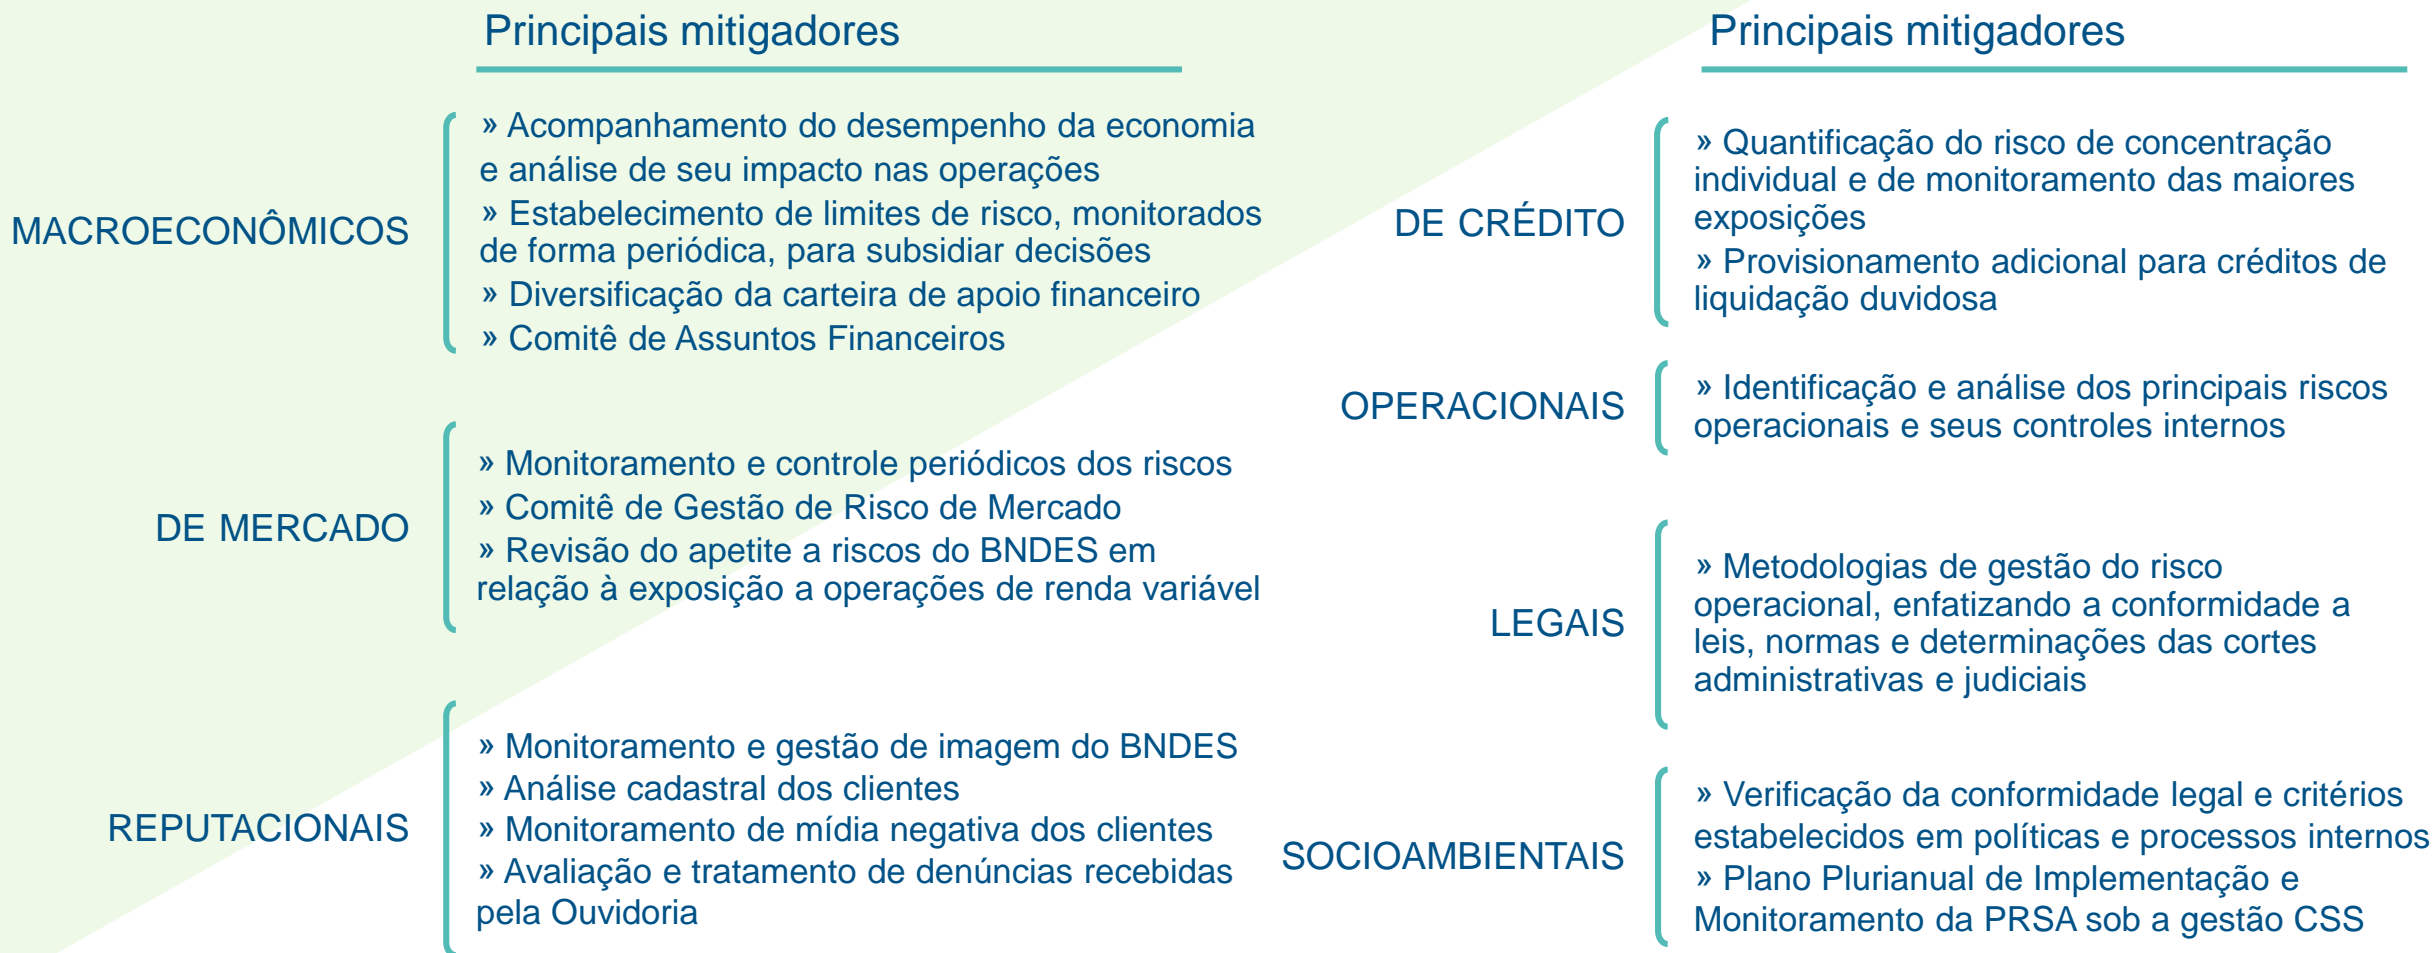 Principais mitigadores
MACROECONÔMICOS
» Acompanhamento do desempenho da economia
e análise de seu impacto nas operações
» Estabelecimento de limites de risco, monitorados
de forma periódica, para subsidiar decisões
» Diversificação da carteira de apoio financeiro
» Comitê de Assuntos Financeiros
DE MERCADO
» Monitoramento e controle periódicos dos riscos
» Comitê de Gestão de Risco de Mercado
» Revisão do apetite a riscos do BNDES em
relação à exposição a operações de renda variável
REPUTACIONAIS
» Monitoramento e gestão de imagem do BNDES
» Análise cadastral dos clientes
» Monitoramento de mídia negativa dos clientes
» Avaliação e tratamento de denúncias recebidas
pela Ouvidoria
Principais mitigadores
DE CRÉDITO
» Quantificação do risco de concentração
individual e de monitoramento das maiores
exposições
» Provisionamento adicional para créditos de
liquidação duvidosa
OPERACIONAIS
» Identificação e análise dos principais riscos
operacionais e seus controles internos
LEGAIS
» Metodologias de gestão do risco
operacional, enfatizando a conformidade a
leis, normas e determinações das cortes
administrativas e judiciais
SOCIOAMBIENTAIS
» Verificação da conformidade legal e critérios
estabelecidos em políticas e processos internos
» Plano Plurianual de Implementação e
Monitoramento da PRSA sob a gestão CSS